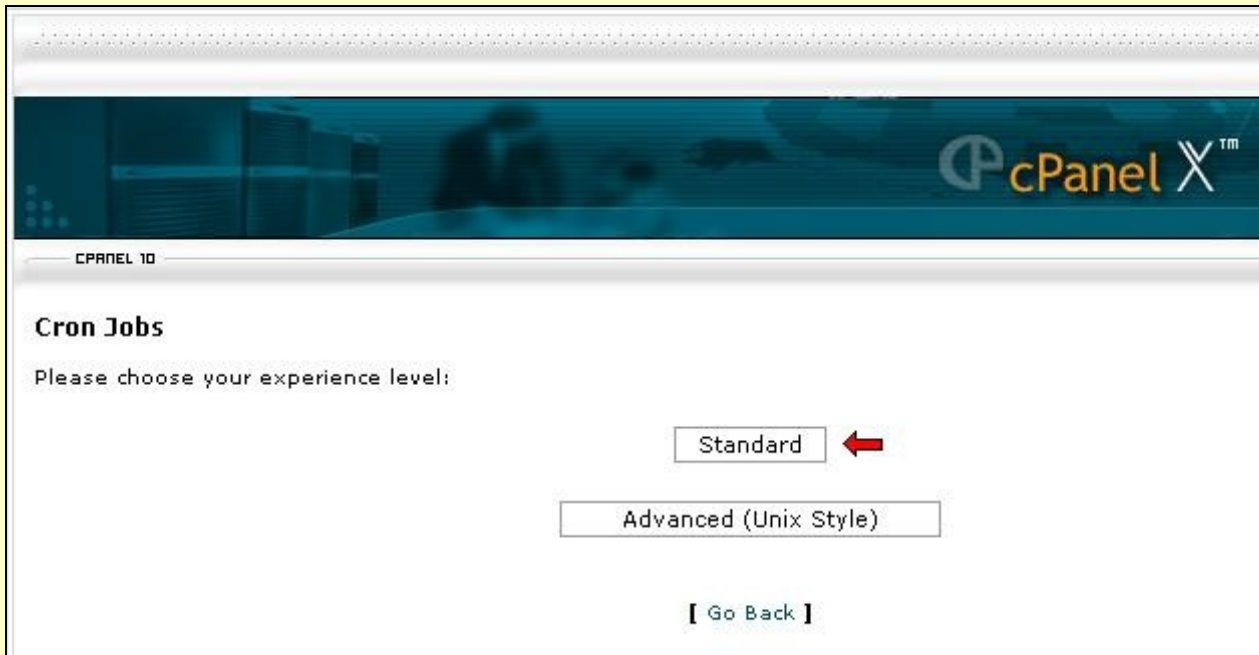 cPanel X™
CPANEL 10
Cron Jobs
Please choose your experience level:
Standard
Advanced (Unix Style)
[ Go Back ]